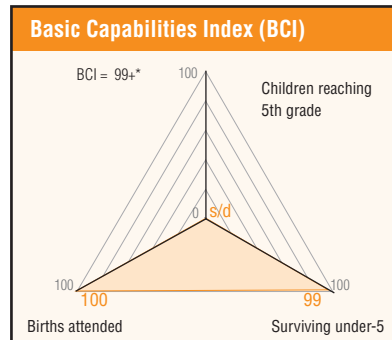 Basic Capabilities Index (BCI)
BCI = 99+*
100
Children reaching
5th grade
0
s/d
100
100
100
99
Births attended
Surviving under-5